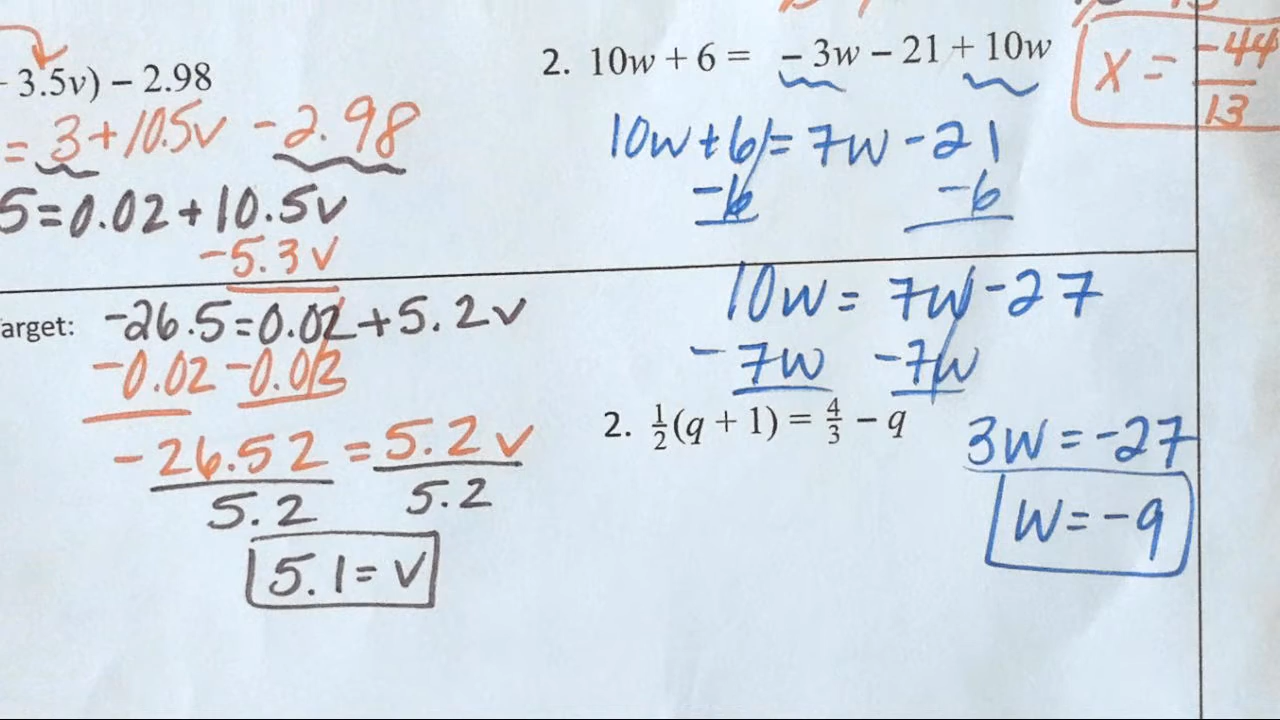 - 3.5v) – 2.98
= 3 + 10.5v - 2.98
5 = 0.02 + 10.5v
-5.3v
arget: -26.5 = 0.02 + 5.2v
-0.02 -0.02
-26.52 = 5.2v
5.2 5.2
5.1 = v
2. 10w + 6 = – 3w – 21 + 10w
10w + 6 = 7w - 21
-6 -6
10w = 7w - 27
- 7w -7w
3w = -27
w = -9
2. ½(q + 1) = 4/3 – q
x = -44/13